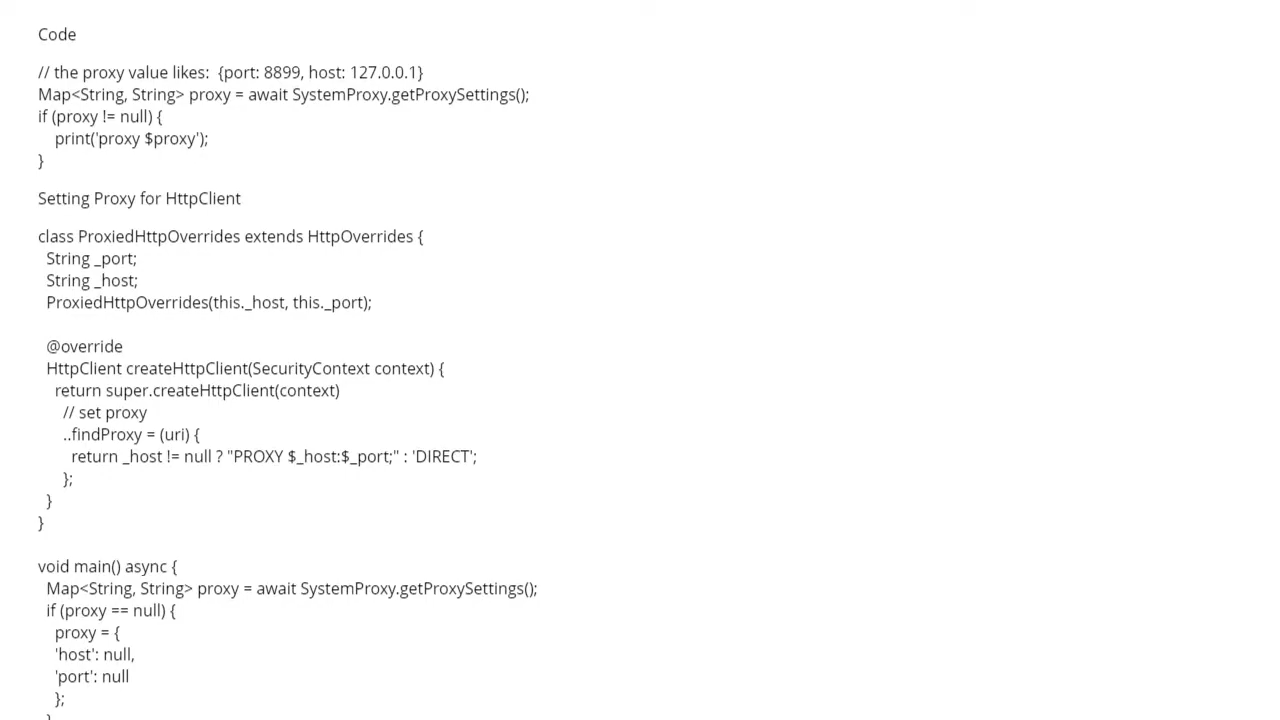 Code
// the proxy value likes:  {port: 8899, host: 127.0.0.1}
Map<String, String> proxy = await SystemProxy.getProxySettings();
if (proxy != null) {
    print('proxy $proxy');
}
Setting Proxy for HttpClient
class ProxiedHttpOverrides extends HttpOverrides {
  String _port;
  String _host;
  ProxiedHttpOverrides(this._host, this._port);
  @override
  HttpClient createHttpClient(SecurityContext context) {
    return super.createHttpClient(context)
      // set proxy
      ..findProxy = (uri) {
        return _host != null ? "PROXY $_host:$_port;" : 'DIRECT';
      };
  }
}
void main() async {
  Map<String, String> proxy = await SystemProxy.getProxySettings();
  if (proxy == null) {
    proxy = {
    'host': null,
    'port': null
    };
  }